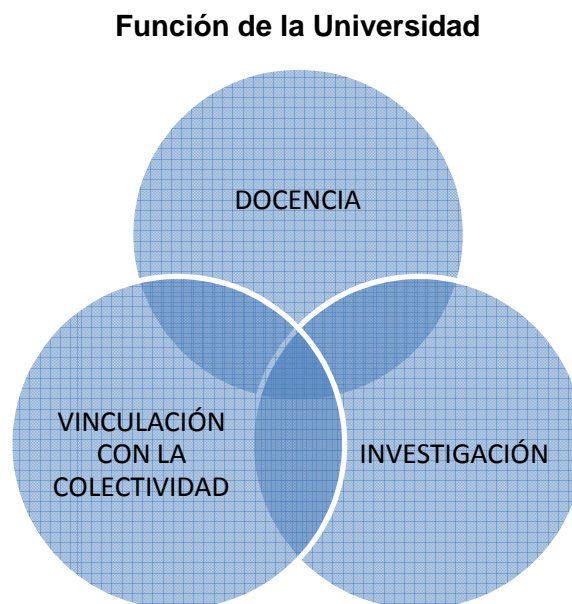 Función de la Universidad
DOCENCIA
VINCULACIÓN
CON LA
COLECTIVIDAD
INVESTIGACIÓN